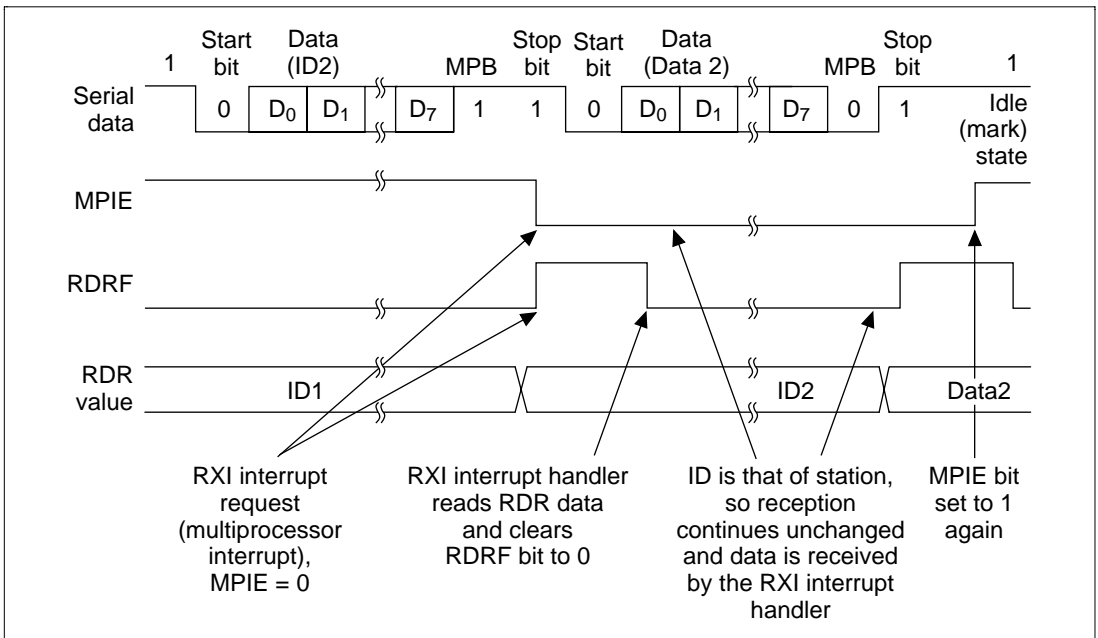 Start bit
Data (ID2)
Stop bit
Start bit
Data (Data 2)
Stop bit
1
MPB
MPB
1
Serial data
0
D0
D1
D7
1
1
0
D0
D1
D7
0
1
Idle (mark) state
MPIE
RDRF
RDR value
ID1
ID2
Data2
RXI interrupt
request
(multiprocessor
interrupt),
MPIE = 0
RXI interrupt handler
reads RDR data
and clears
RDRF bit to 0
ID is that of station,
so reception
continues unchanged
and data is received
by the RXI interrupt
handler
MPIE bit
set to 1
again